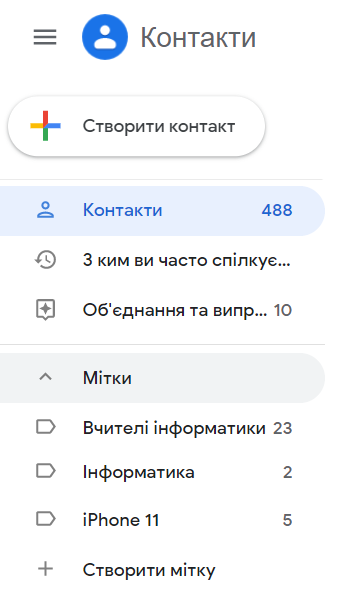 Контакти
Створити контакт
Контакти 488
З ким ви часто спілкує...
Об'єднання та випр... 10
Мітки
Вчителі інформатики 23
Інформатика 2
iPhone 11 5
Створити мітку